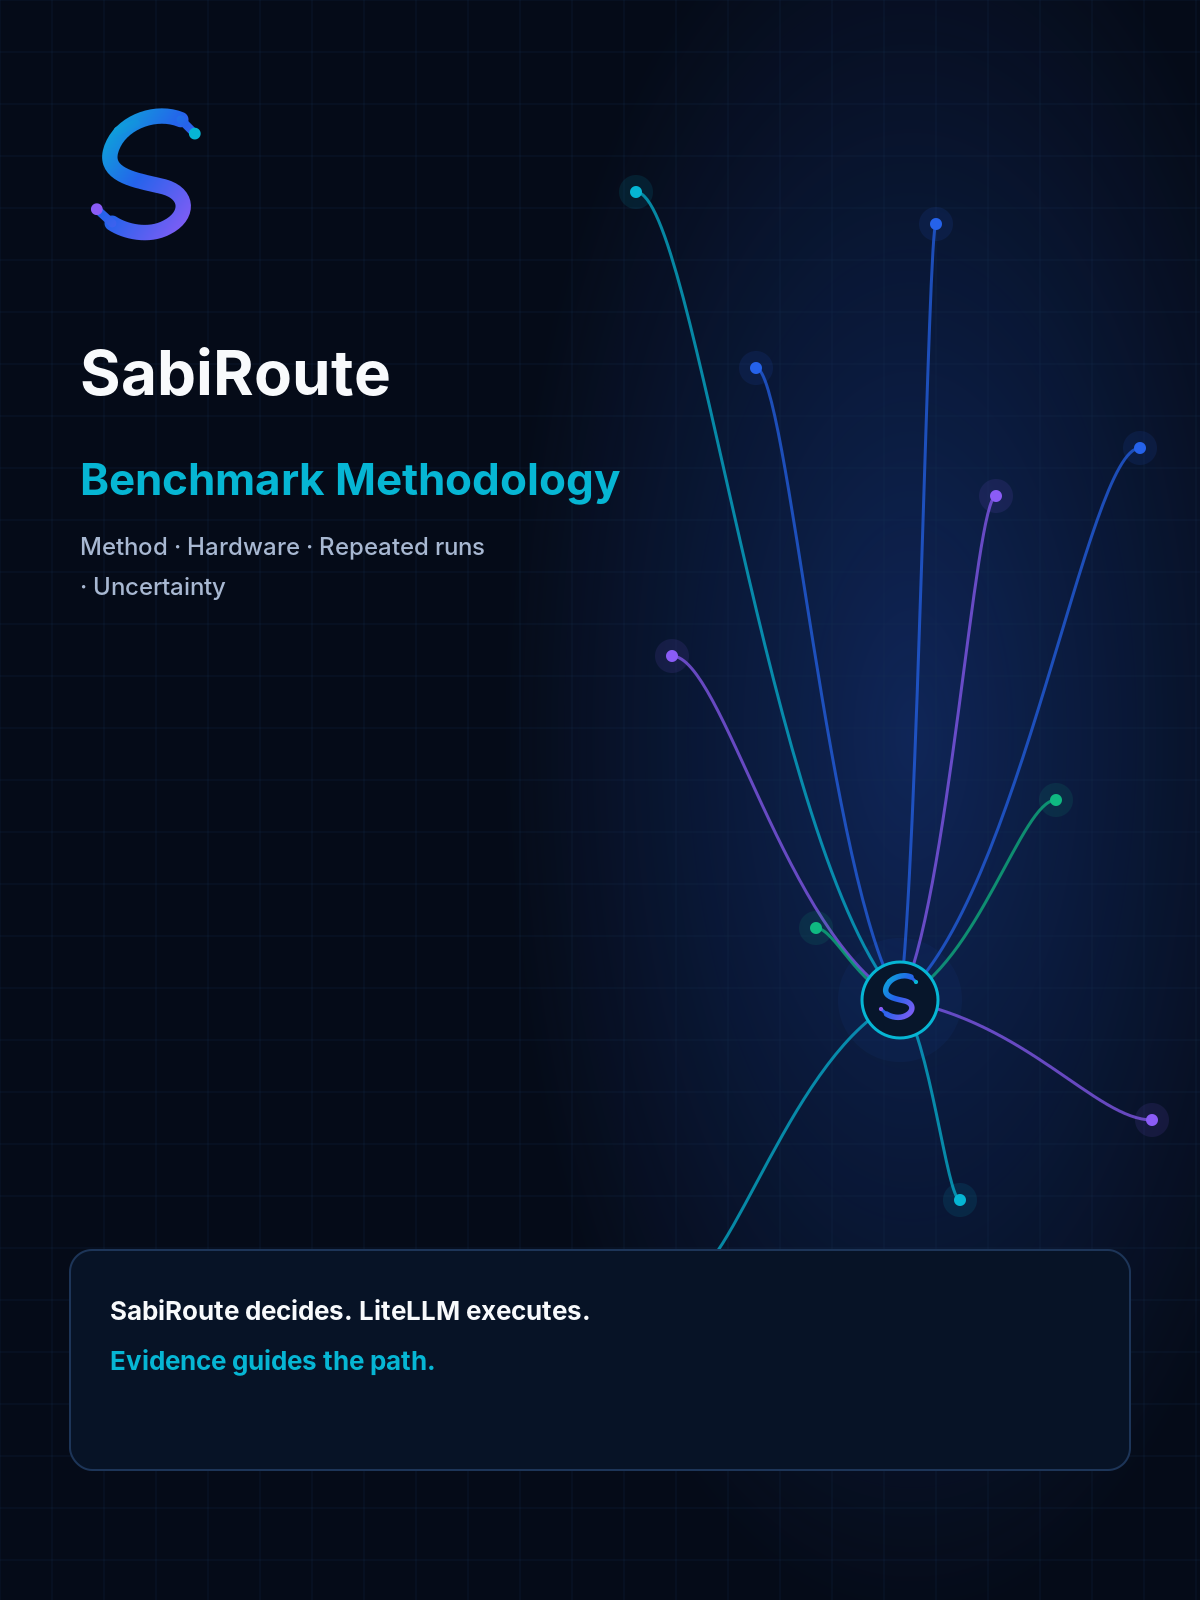 SabiRoute
Benchmark Methodology
Method · Hardware · Repeated runs
· Uncertainty
SabiRoute decides. LiteLLM executes.
Evidence guides the path.